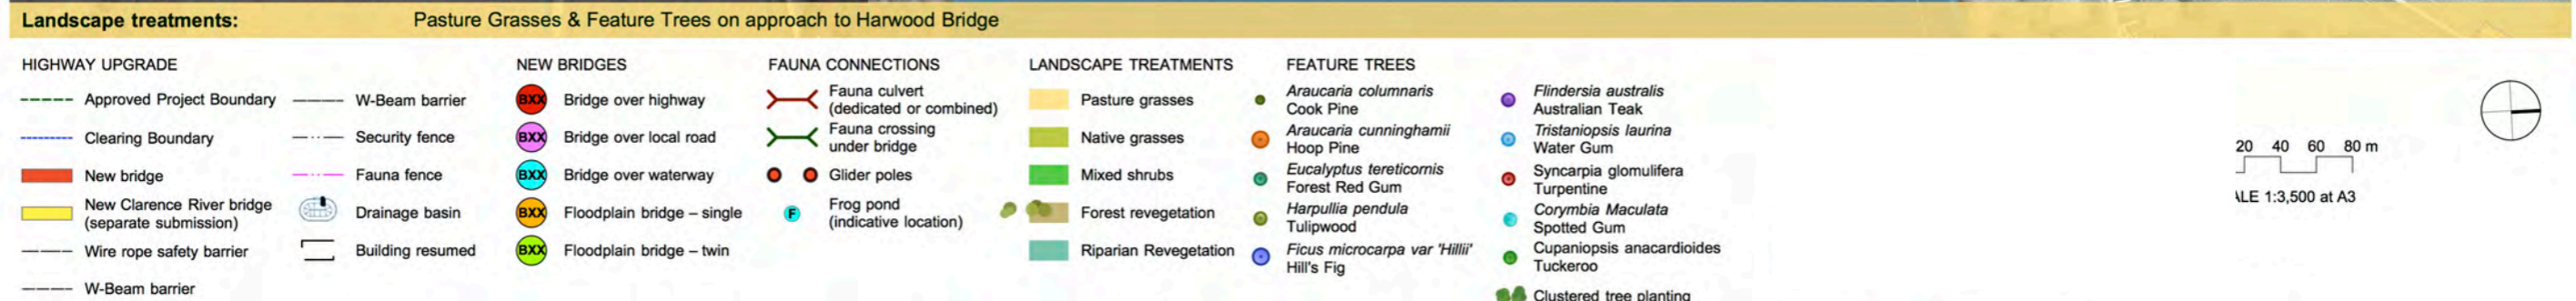 Landscape treatments: Pasture Grasses & Feature Trees on approach to Harwood Bridge
HIGHWAY UPGRADE
Approved Project Boundary
Clearing Boundary
New bridge
New Clarence River bridge
(separate submission)
Wire rope safety barrier
W-Beam barrier
W-Beam barrier
Security fence
Fauna fence
Drainage basin
Building resumed
NEW BRIDGES
BXX Bridge over highway
BXX Bridge over local road
BXX Bridge over waterway
BXX Floodplain bridge – single
BXX Floodplain bridge – twin
FAUNA CONNECTIONS
Fauna culvert
(dedicated or combined)
Fauna crossing
under bridge
Glider poles
F Frog pond
(indicative location)
LANDSCAPE TREATMENTS
Pasture grasses
Native grasses
Mixed shrubs
Forest revegetation
Riparian Revegetation
FEATURE TREES
Araucaria columnaris
Cook Pine
Araucaria cunninghamii
Hoop Pine
Eucalyptus tereticornis
Forest Red Gum
Harpullia pendula
Tulipwood
Ficus microcarpa var 'Hillii'
Hill's Fig
Flindersia australis
Australian Teak
Tristaniopsis laurina
Water Gum
Syncarpia glomulifera
Turpentine
Corymbia Maculata
Spotted Gum
Cupaniopsis anacardioides
Tuckeroo
Clustered tree planting
20 40 60 80 m
ALE 1:3,500 at A3